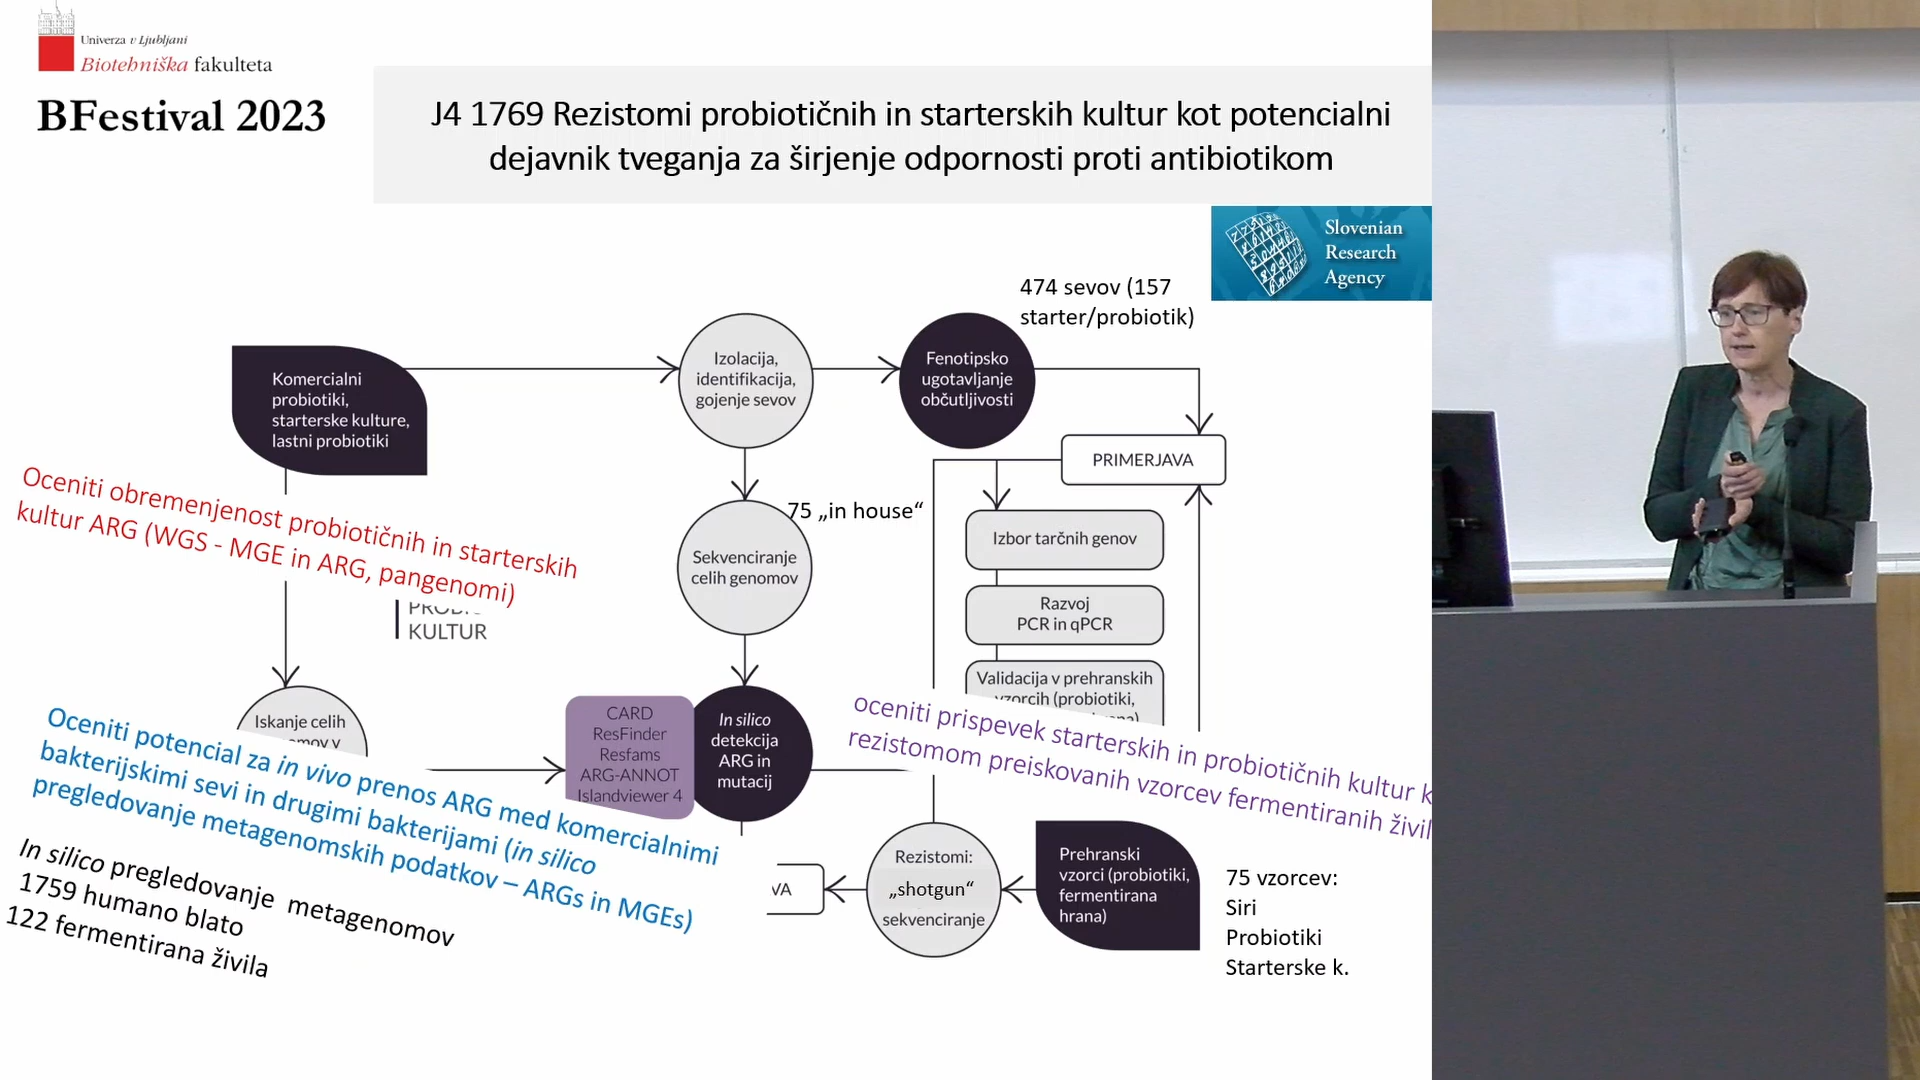 Univerza v Ljubljani
Biotehniška fakulteta
BFestival 2023
J4 1769 Rezistomi probiotičnih in starterskih kultur kot potencialni
dejavnik tveganja za širjenje odpornosti proti antibiotikom
Slovenian
Research
Agency
474 sevov (157
starter/probiotik)
Komercialni
probiotiki,
starterske kulture,
lastni probiotiki
Izolacija,
identifikacija,
gojenje sevov
Fenotipsko
ugotavljanje
občutljivosti
PRIMERJAVA
Oceniti obremenjenost probiotičnih in starterskih
kultur ARG (WGS - MGE in ARG, pangenomi)
KULTUR
75 „in house“
Sekvenciranje
celih genomov
Izbor tarčnih genov
Razvoj
PCR in qPCR
Validacija v prehranskih
vzorcih (probiotiki,
Iskanje celih
CARD
ResFinder
Resfams
ARG-ANNOT
Islandviewer 4
In silico
detekcija
ARG in
mutacij
oceniti prispevek starterskih in probiotičnih kultur k
rezistomom preiskovanih vzorcev fermentiranih živil
Oceniti potencial za in vivo prenos ARG med komercialnimi
bakterijskimi sevi in drugimi bakterijami (in silico
pregledovanje metagenomskih podatkov – ARGs in MGEs)
In silico pregledovanje metagenomov
1759 humano blato
122 fermentirana živila
VA
Rezistomi:
„shotgun“
sekvenciranje
Prehranski
vzorci (probiotiki,
fermentirana
hrana)
75 vzorcev:
Siri
Probiotiki
Starterske k.